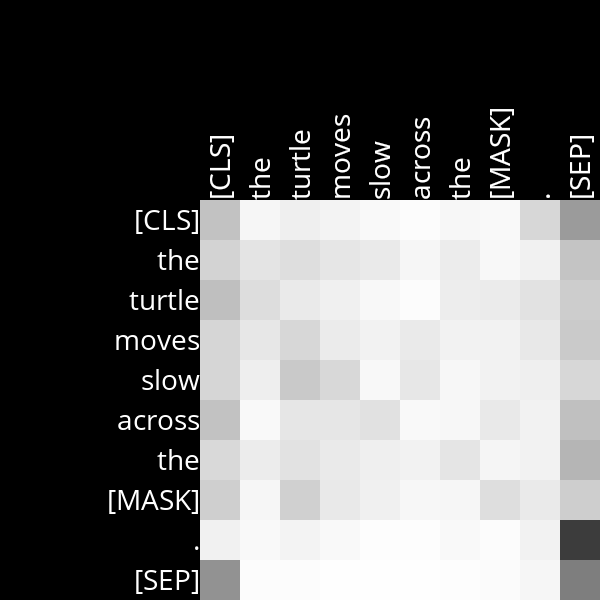 [CLS] the turtle moves slow across the [MASK] . [SEP]
[CLS]
the
turtle
moves
slow
across
the
[MASK]
.
[SEP]